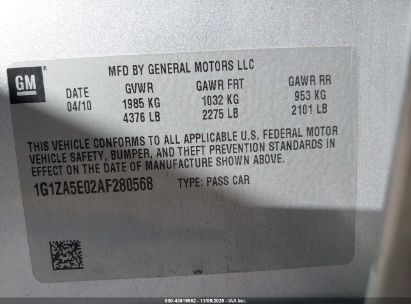 GM
MFD BY GENERAL MOTORS LLC
04/10
GVWR GAWR FRT GAWR RR
1985 KG 1032 KG 953 KG
4376 LB 2275 LB 2101 LB
THIS VEHICLE CONFORMS TO ALL APPLICABLE U.S. FEDERAL MOTOR
VEHICLE SAFETY, BUMPER, AND THEFT PREVENTION STANDARDS IN
EFFECT ON THE DATE OF MANUFACTURE SHOWN ABOVE.
1G1ZA5E02AF280568 TYPE: PASS CAR